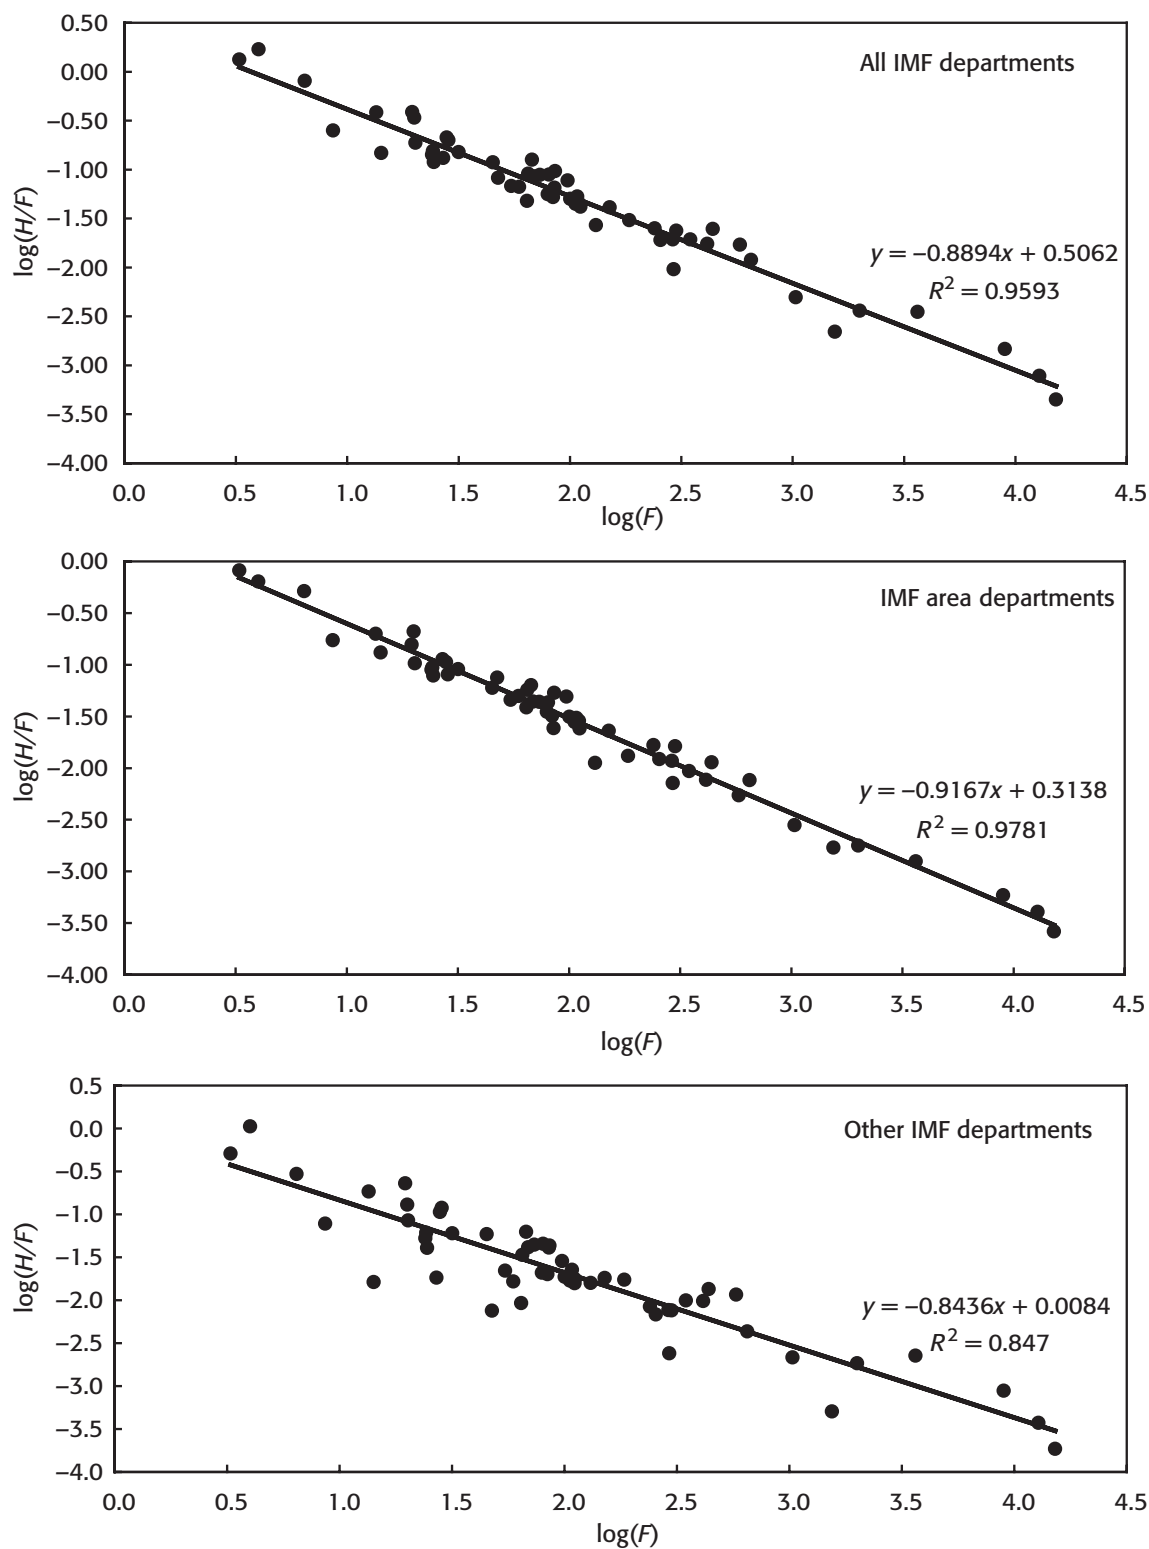 0.50
All IMF departments
0.00
–0.50
–1.00
–1.50
log(H/F)
–2.00
y = –0.8894x + 0.5062
R² = 0.9593
–2.50
–3.00
–3.50
–4.00
0.0 0.5 1.0 1.5 2.0 2.5 3.0 3.5 4.0 4.5
log(F)
0.00
IMF area departments
–0.50
–1.00
–1.50
log(H/F)
–2.00
y = –0.9167x + 0.3138
–2.50
R² = 0.9781
–3.00
–3.50
–4.00
0.0 0.5 1.0 1.5 2.0 2.5 3.0 3.5 4.0 4.5
log(F)
0.5
0.0
Other IMF departments
–0.5
–1.0
–1.5
log(H/F)
–2.0
y = –0.8436x + 0.0084
–2.5
R² = 0.847
–3.0
–3.5
–4.0
0.0 0.5 1.0 1.5 2.0 2.5 3.0 3.5 4.0 4.5
log(F)